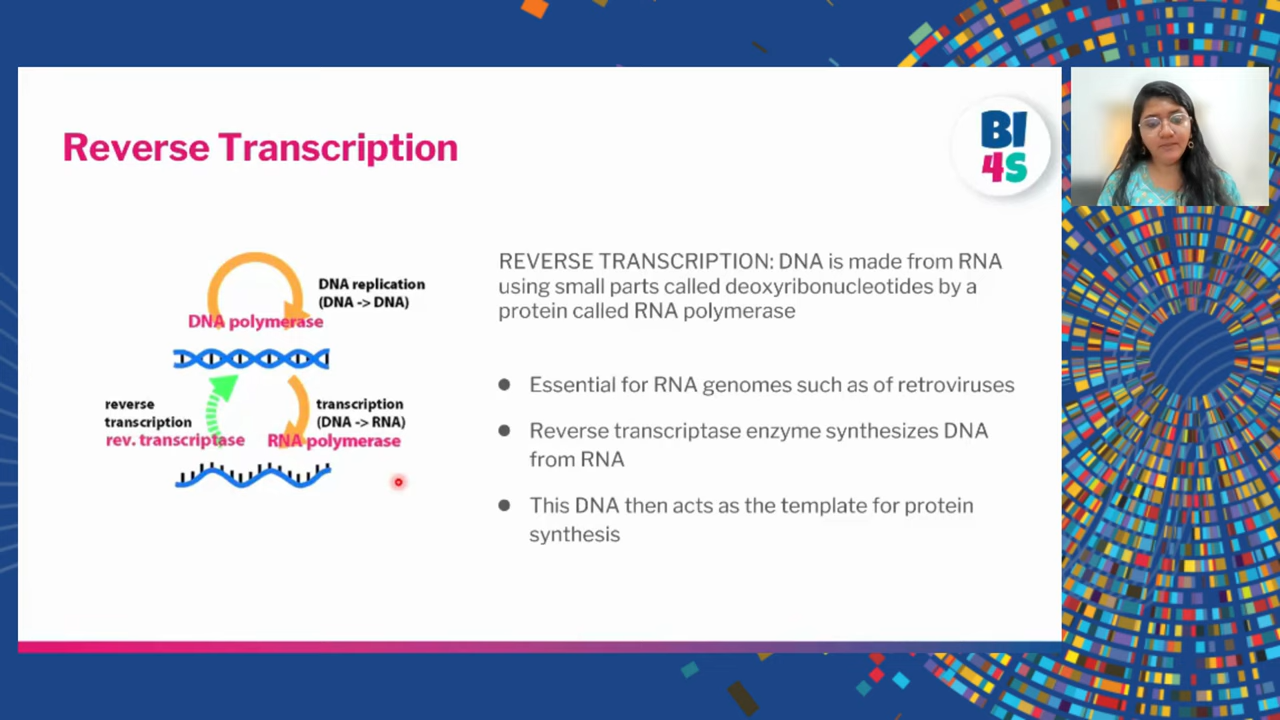 Reverse Transcription
BI
4S
DNA replication
(DNA -> DNA)
DNA polymerase
reverse
transcription
rev. transcriptase
transcription
(DNA -> RNA)
RNA polymerase
REVERSE TRANSCRIPTION: DNA is made from RNA
using small parts called deoxyribonucleotides by a
protein called RNA polymerase
● Essential for RNA genomes such as of retroviruses
● Reverse transcriptase enzyme synthesizes DNA
from RNA
● This DNA then acts as the template for protein
synthesis